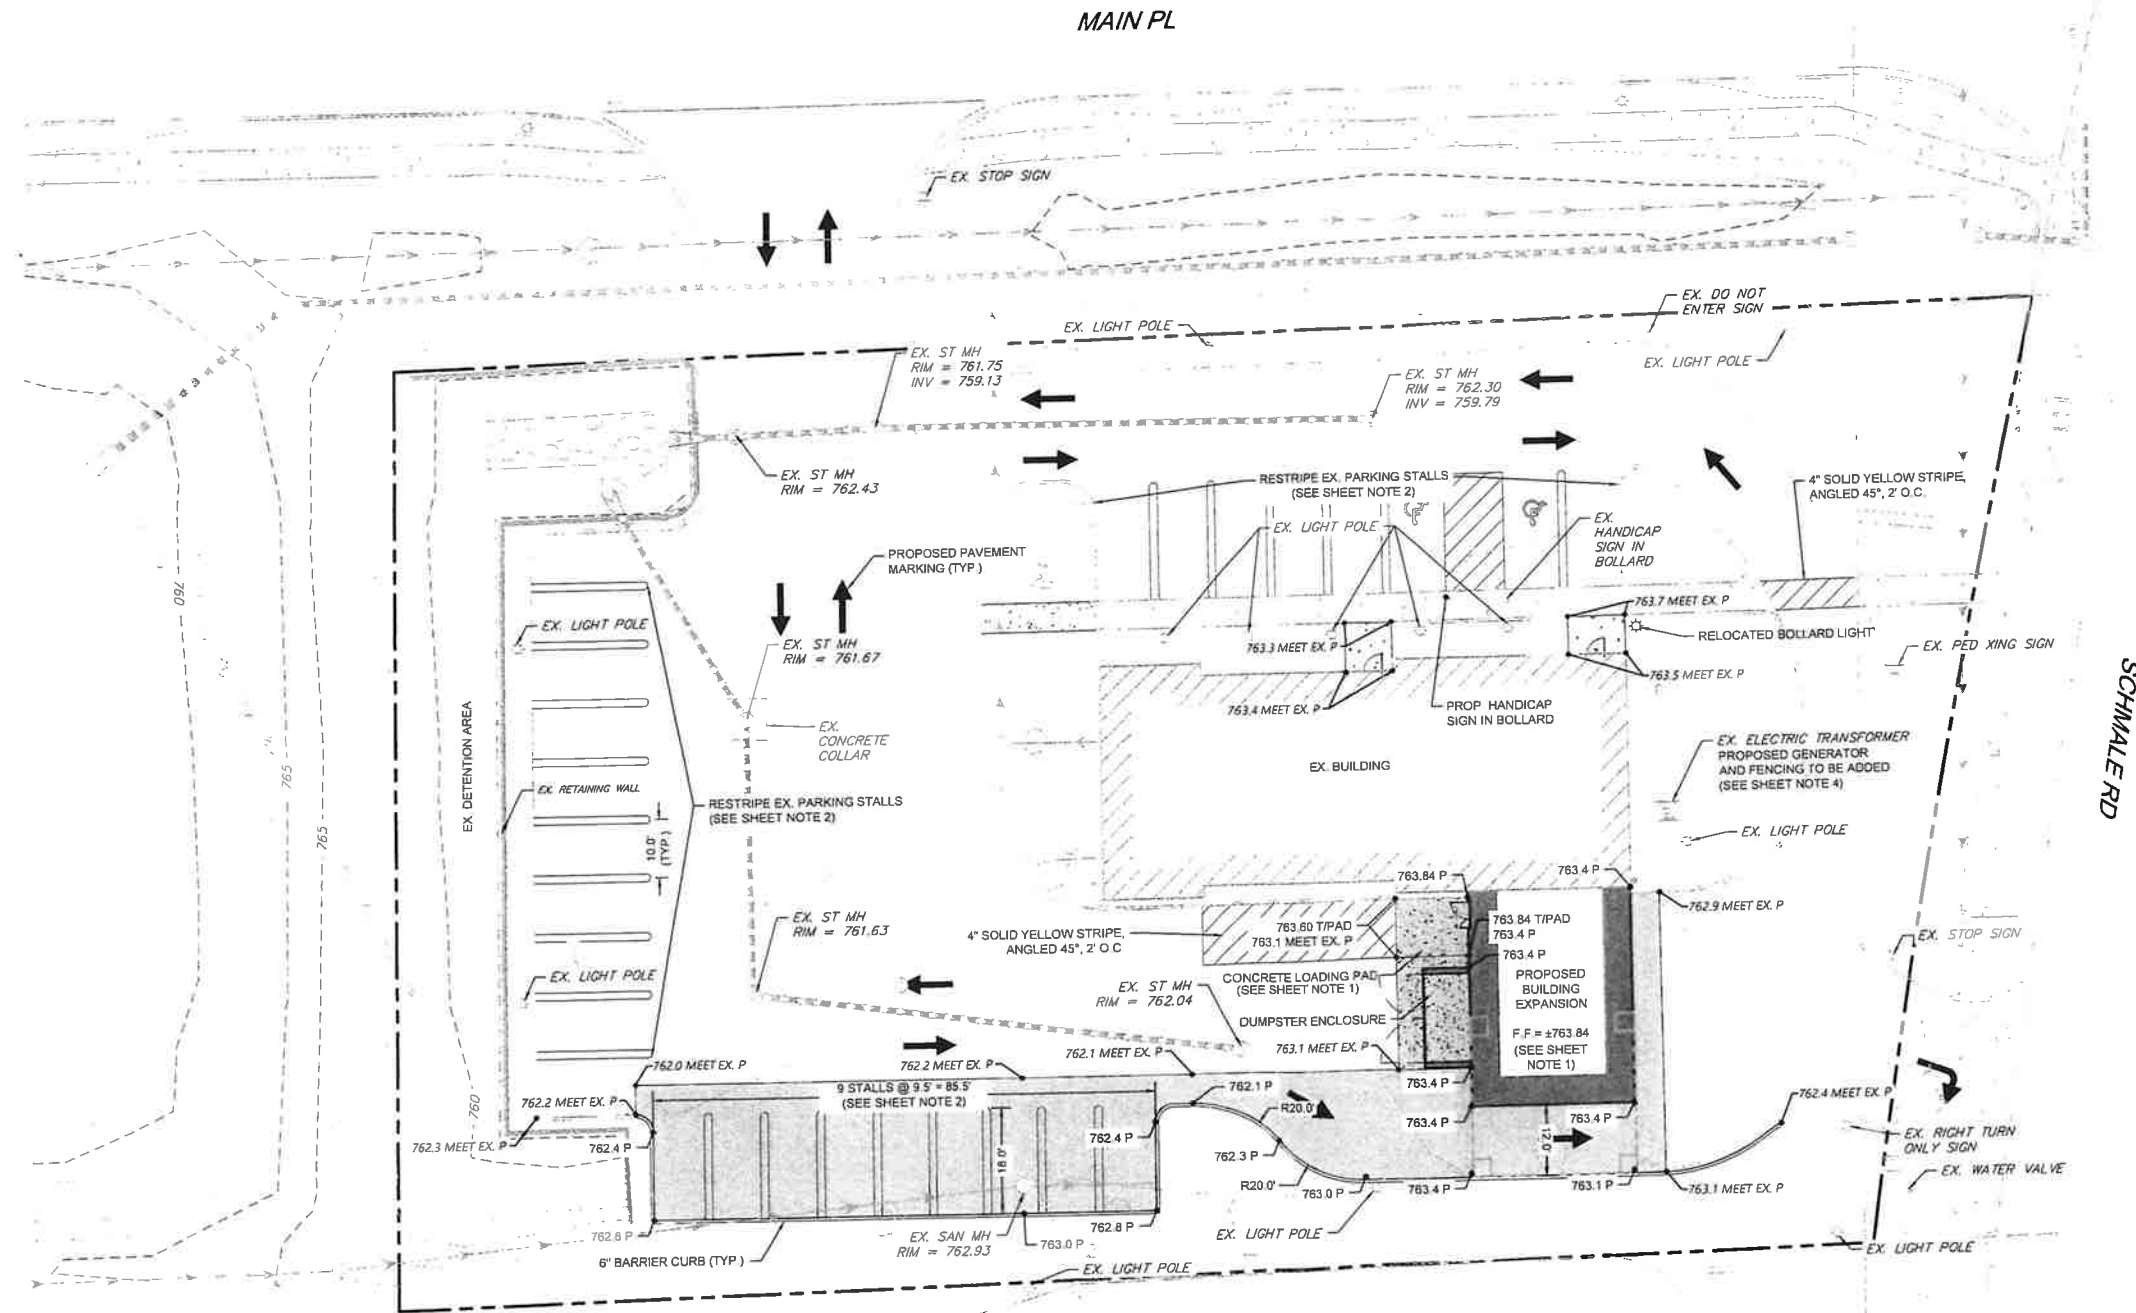 MAIN PL
EX. STOP SIGN
EX. DO NOT
ENTER SIGN
EX. LIGHT POLE
EX. LIGHT POLE
EX. ST MH
RIM = 761.75
INV = 759.13
EX. ST MH
RIM = 762.30
INV = 759.79
EX. ST MH
RIM = 762.43
RESTRIPE EX. PARKING STALLS
(SEE SHEET NOTE 2)
4" SOLID YELLOW STRIPE,
ANGLED 45°, 2' O.C.
EX. LIGHT POLE
EX.
HANDICAP
SIGN IN
BOLLARD
PROPOSED PAVEMENT
MARKING (TYP.)
760
EX. LIGHT POLE
EX. ST MH
RIM = 761.67
763.7 MEET EX. P
RELOCATED BOLLARD LIGHT
763.3 MEET EX. P
763.5 MEET EX. P
EX. PED XING SIGN
763.4 MEET EX. P
PROP HANDICAP
SIGN IN BOLLARD
SCHMALE RD
EX. DETENTION AREA
EX.
CONCRETE
COLLAR
EX. BUILDING
EX. ELECTRIC TRANSFORMER
PROPOSED GENERATOR
AND FENCING TO BE ADDED
(SEE SHEET NOTE 4)
765
765
EX. RETAINING WALL
RESTRIPE EX. PARKING STALLS
(SEE SHEET NOTE 2)
10.0'
(TYP.)
EX. LIGHT POLE
763.84 P
763.4 P
762.9 MEET EX. P
EX. ST MH
RIM = 761.63
4" SOLID YELLOW STRIPE,
ANGLED 45°, 2' O C
763.60 T/PAD
763.1 MEET EX. P
763.84 T/PAD
763.4 P
763.4 P
EX. STOP SIGN
EX. LIGHT POLE
EX. ST MH
RIM = 762.04
CONCRETE LOADING PAD
(SEE SHEET NOTE 1)
DUMPSTER ENCLOSURE
PROPOSED
BUILDING
EXPANSION
F.F. = ±763.84
(SEE SHEET
NOTE 1)
762.0 MEET EX. P
762.2 MEET EX. P
762.1 MEET EX. P
763.1 MEET EX. P
763.4 P
9 STALLS @ 9.5' = 85.5'
(SEE SHEET NOTE 2)
762.1 P
R20.0'
762.2 MEET EX. P
762.3 MEET EX. P
762.4 P
762.4 P
763.4 P
763.4 P
762.4 MEET EX. P
18.0'
12.0'
762.3 P
R20.0'
763.0 P
763.4 P
763.1 P
763.1 MEET EX. P
EX. RIGHT TURN
ONLY SIGN
EX. WATER VALVE
760
762.8 P
762.8 P
763.0 P
EX. SAN MH
RIM = 762.93
6" BARRIER CURB (TYP.)
EX. LIGHT POLE
EX. LIGHT POLE
EX. LIGHT POLE